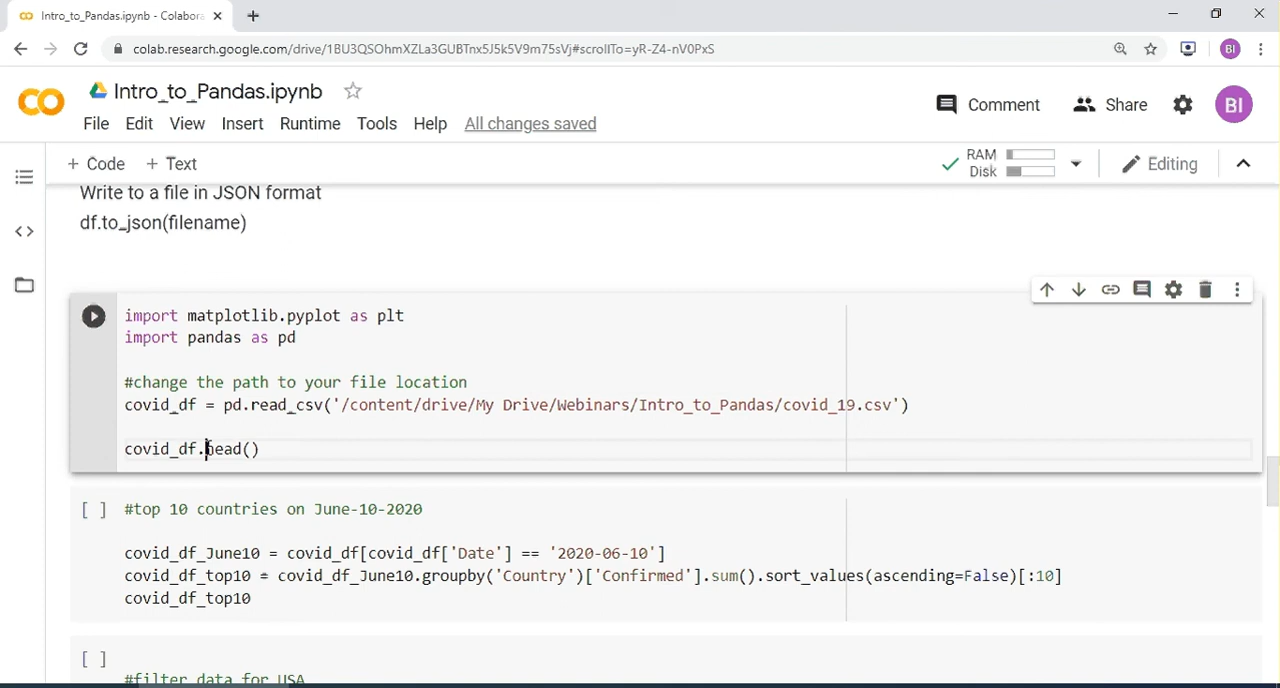 Intro_to_Pandas.ipynb - Colabora
colab.research.google.com/drive/1BU3QSOhmXZLa3GUBTnx5J5k5V9m75sVj#scrollTo=yR-Z4-nV0PxS
BI
Intro_to_Pandas.ipynb
Comment
Share
BI
File Edit View Insert Runtime Tools Help All changes saved
+ Code + Text
RAM
Disk
Editing
Write to a file in JSON format
df.to_json(filename)
import matplotlib.pyplot as plt
import pandas as pd
#change the path to your file location
covid_df = pd.read_csv('/content/drive/My Drive/Webinars/Intro_to_Pandas/covid_19.csv')
covid_df.head()
[ ] #top 10 countries on June-10-2020
covid_df_June10 = covid_df[covid_df['Date'] == '2020-06-10']
covid_df_top10 = covid_df_June10.groupby('Country')['Confirmed'].sum().sort_values(ascending=False)[:10]
covid_df_top10
[ ]
#filter data for USA